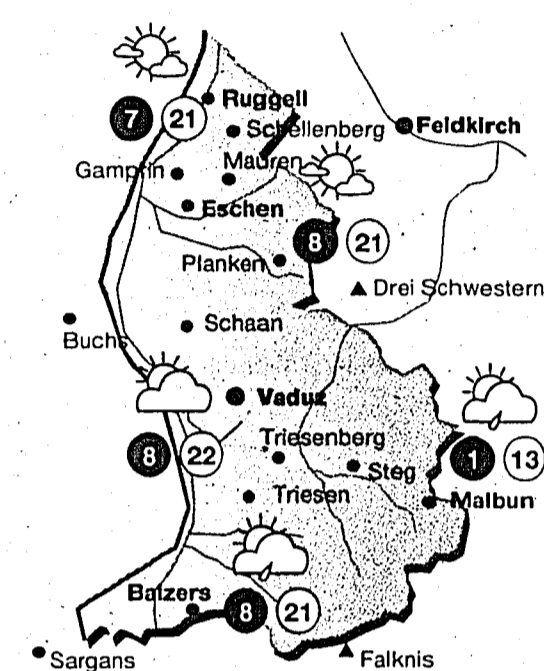 Ruggell
7 21
Schellenberg
Feldkirch
Gamprin
Mauren
Eschen
8 21
Planken
Drei Schwestern
Schaan
Buchs
Vaduz
Triesenberg
8 22
Steg
1 13
Triesen
Malbun
Balzers
8 21
Sargans
Falknis